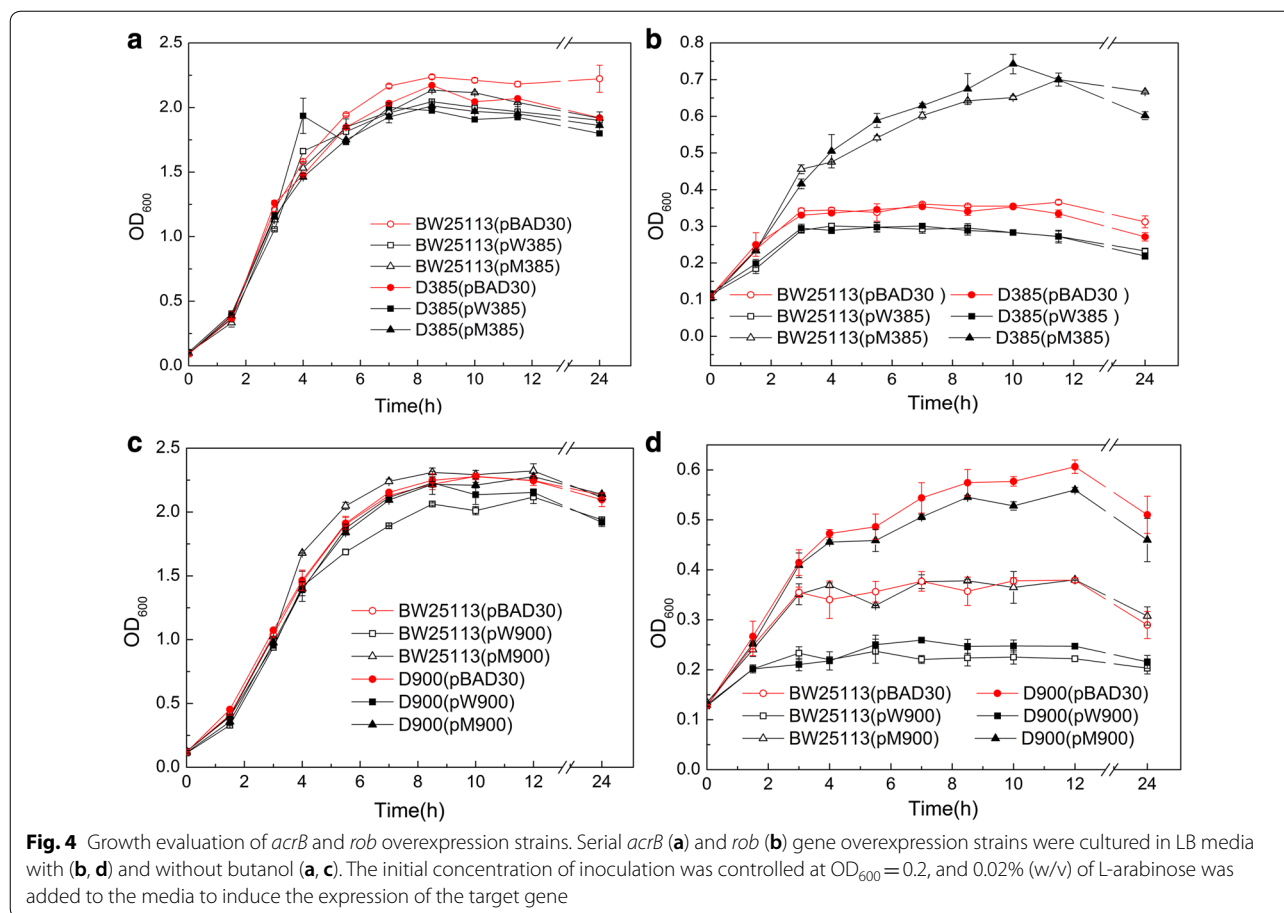 a
2.5
2.0
1.5
1.0
0.5
0.0
OD600
BW25113(pBAD30)
BW25113(pW385)
BW25113(pM385)
D385(pBAD30)
D385(pW385)
D385(pM385)
0 2 4 6 8 10 12 24
Time(h)
b
0.8
0.7
0.6
0.5
0.4
0.3
0.2
0.1
0.0
OD600
BW25113(pBAD30 ) D385(pBAD30 )
BW25113(pW385) D385(pW385 )
BW25113(pM385) D385(pM385)
0 2 4 6 8 10 12 24
Time(h)
c
2.5
2.0
1.5
1.0
0.5
0.0
OD600
BW25113(pBAD30)
BW25113(pW900)
BW25113(pM900)
D900(pBAD30)
D900(pW900)
D900(pM900)
0 2 4 6 8 10 12 24
Time(h)
d
0.6
0.5
0.4
0.3
0.2
0.1
0.0
OD600
BW25113(pBAD30) D900(pBAD30)
BW25113(pW900) D900(pW900)
BW25113(pM900) D900(pM900)
0 2 4 6 8 10 12 24
Time(h)
Fig. 4 Growth evaluation of acrB and rob overexpression strains. Serial acrB (a) and rob (b) gene overexpression strains were cultured in LB media
with (b, d) and without butanol (a, c). The initial concentration of inoculation was controlled at OD600 = 0.2, and 0.02% (w/v) of L-arabinose was
added to the media to induce the expression of the target gene